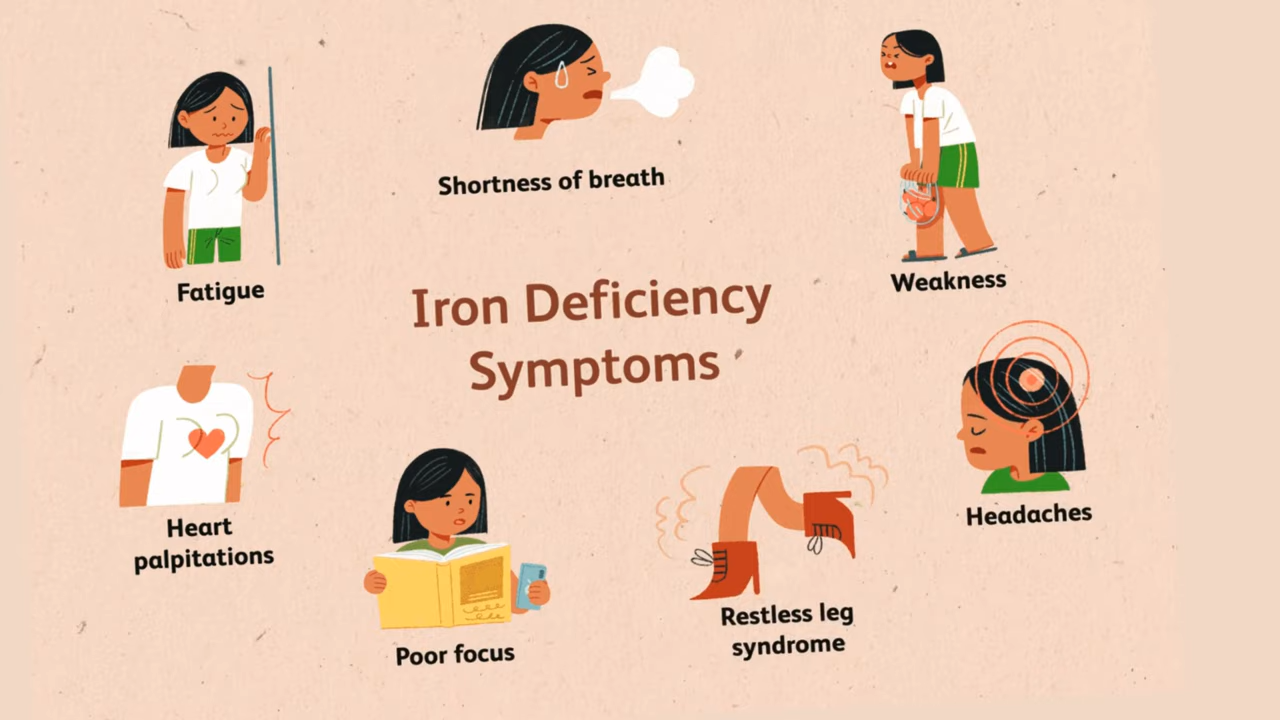 Shortness of breath
Fatigue
Weakness
Iron Deficiency
Symptoms
Heart
palpitations
Headaches
Poor focus
Restless leg
syndrome